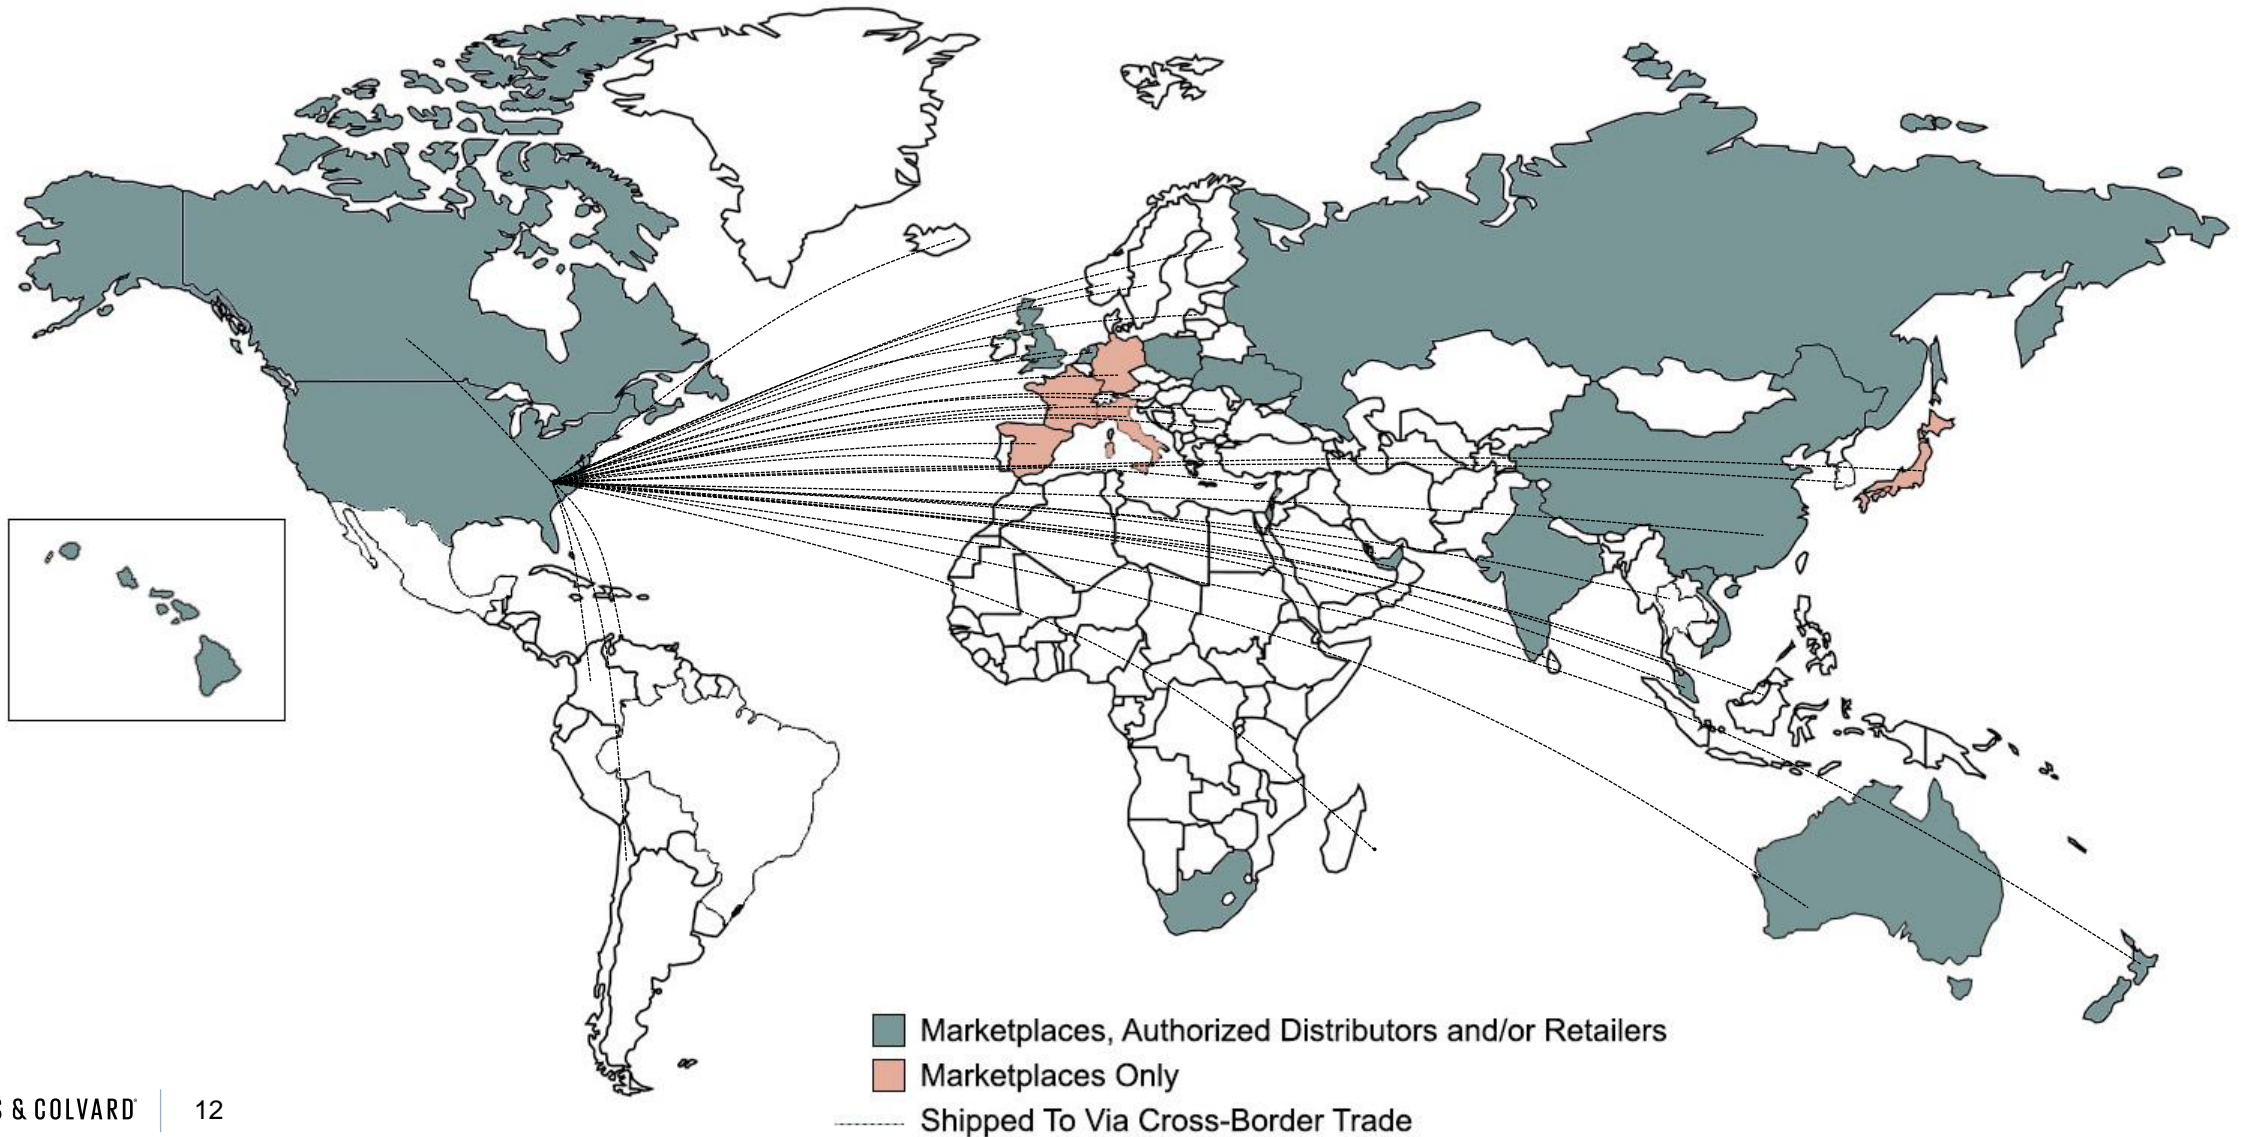 Marketplaces, Authorized Distributors and/or Retailers
Marketplaces Only
Shipped To Via Cross-Border Trade
& COLVARD
12